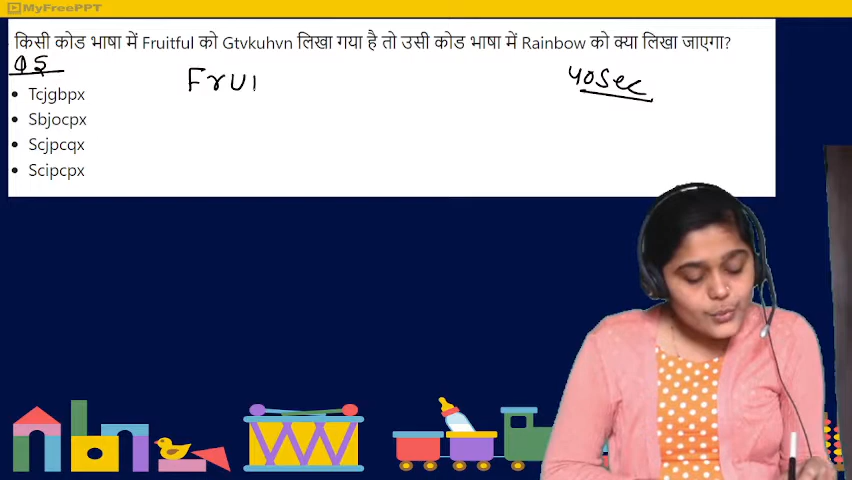 MyFreePPT
किसी कोड भाषा में Fruitful को Gtvkuhvn लिखा गया है तो उसी कोड भाषा में Rainbow को क्या लिखा जाएगा?
Q5
• Tcjgbpx
Frui
40Sec
• Sbjocpx
• Scjpcqx
• Scipcpx